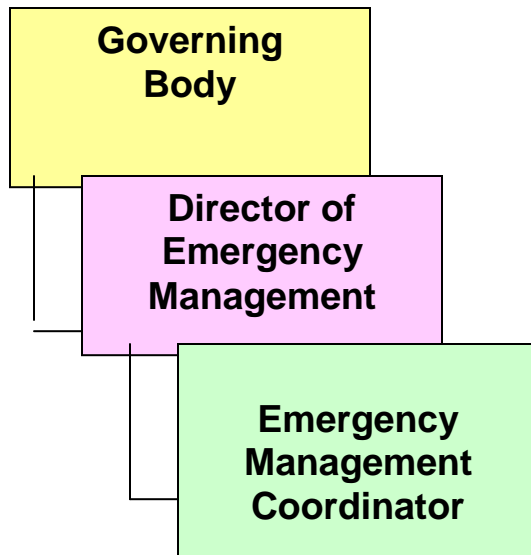 Governing
Body
Director of
Emergency
Management
Emergency
Management
Coordinator